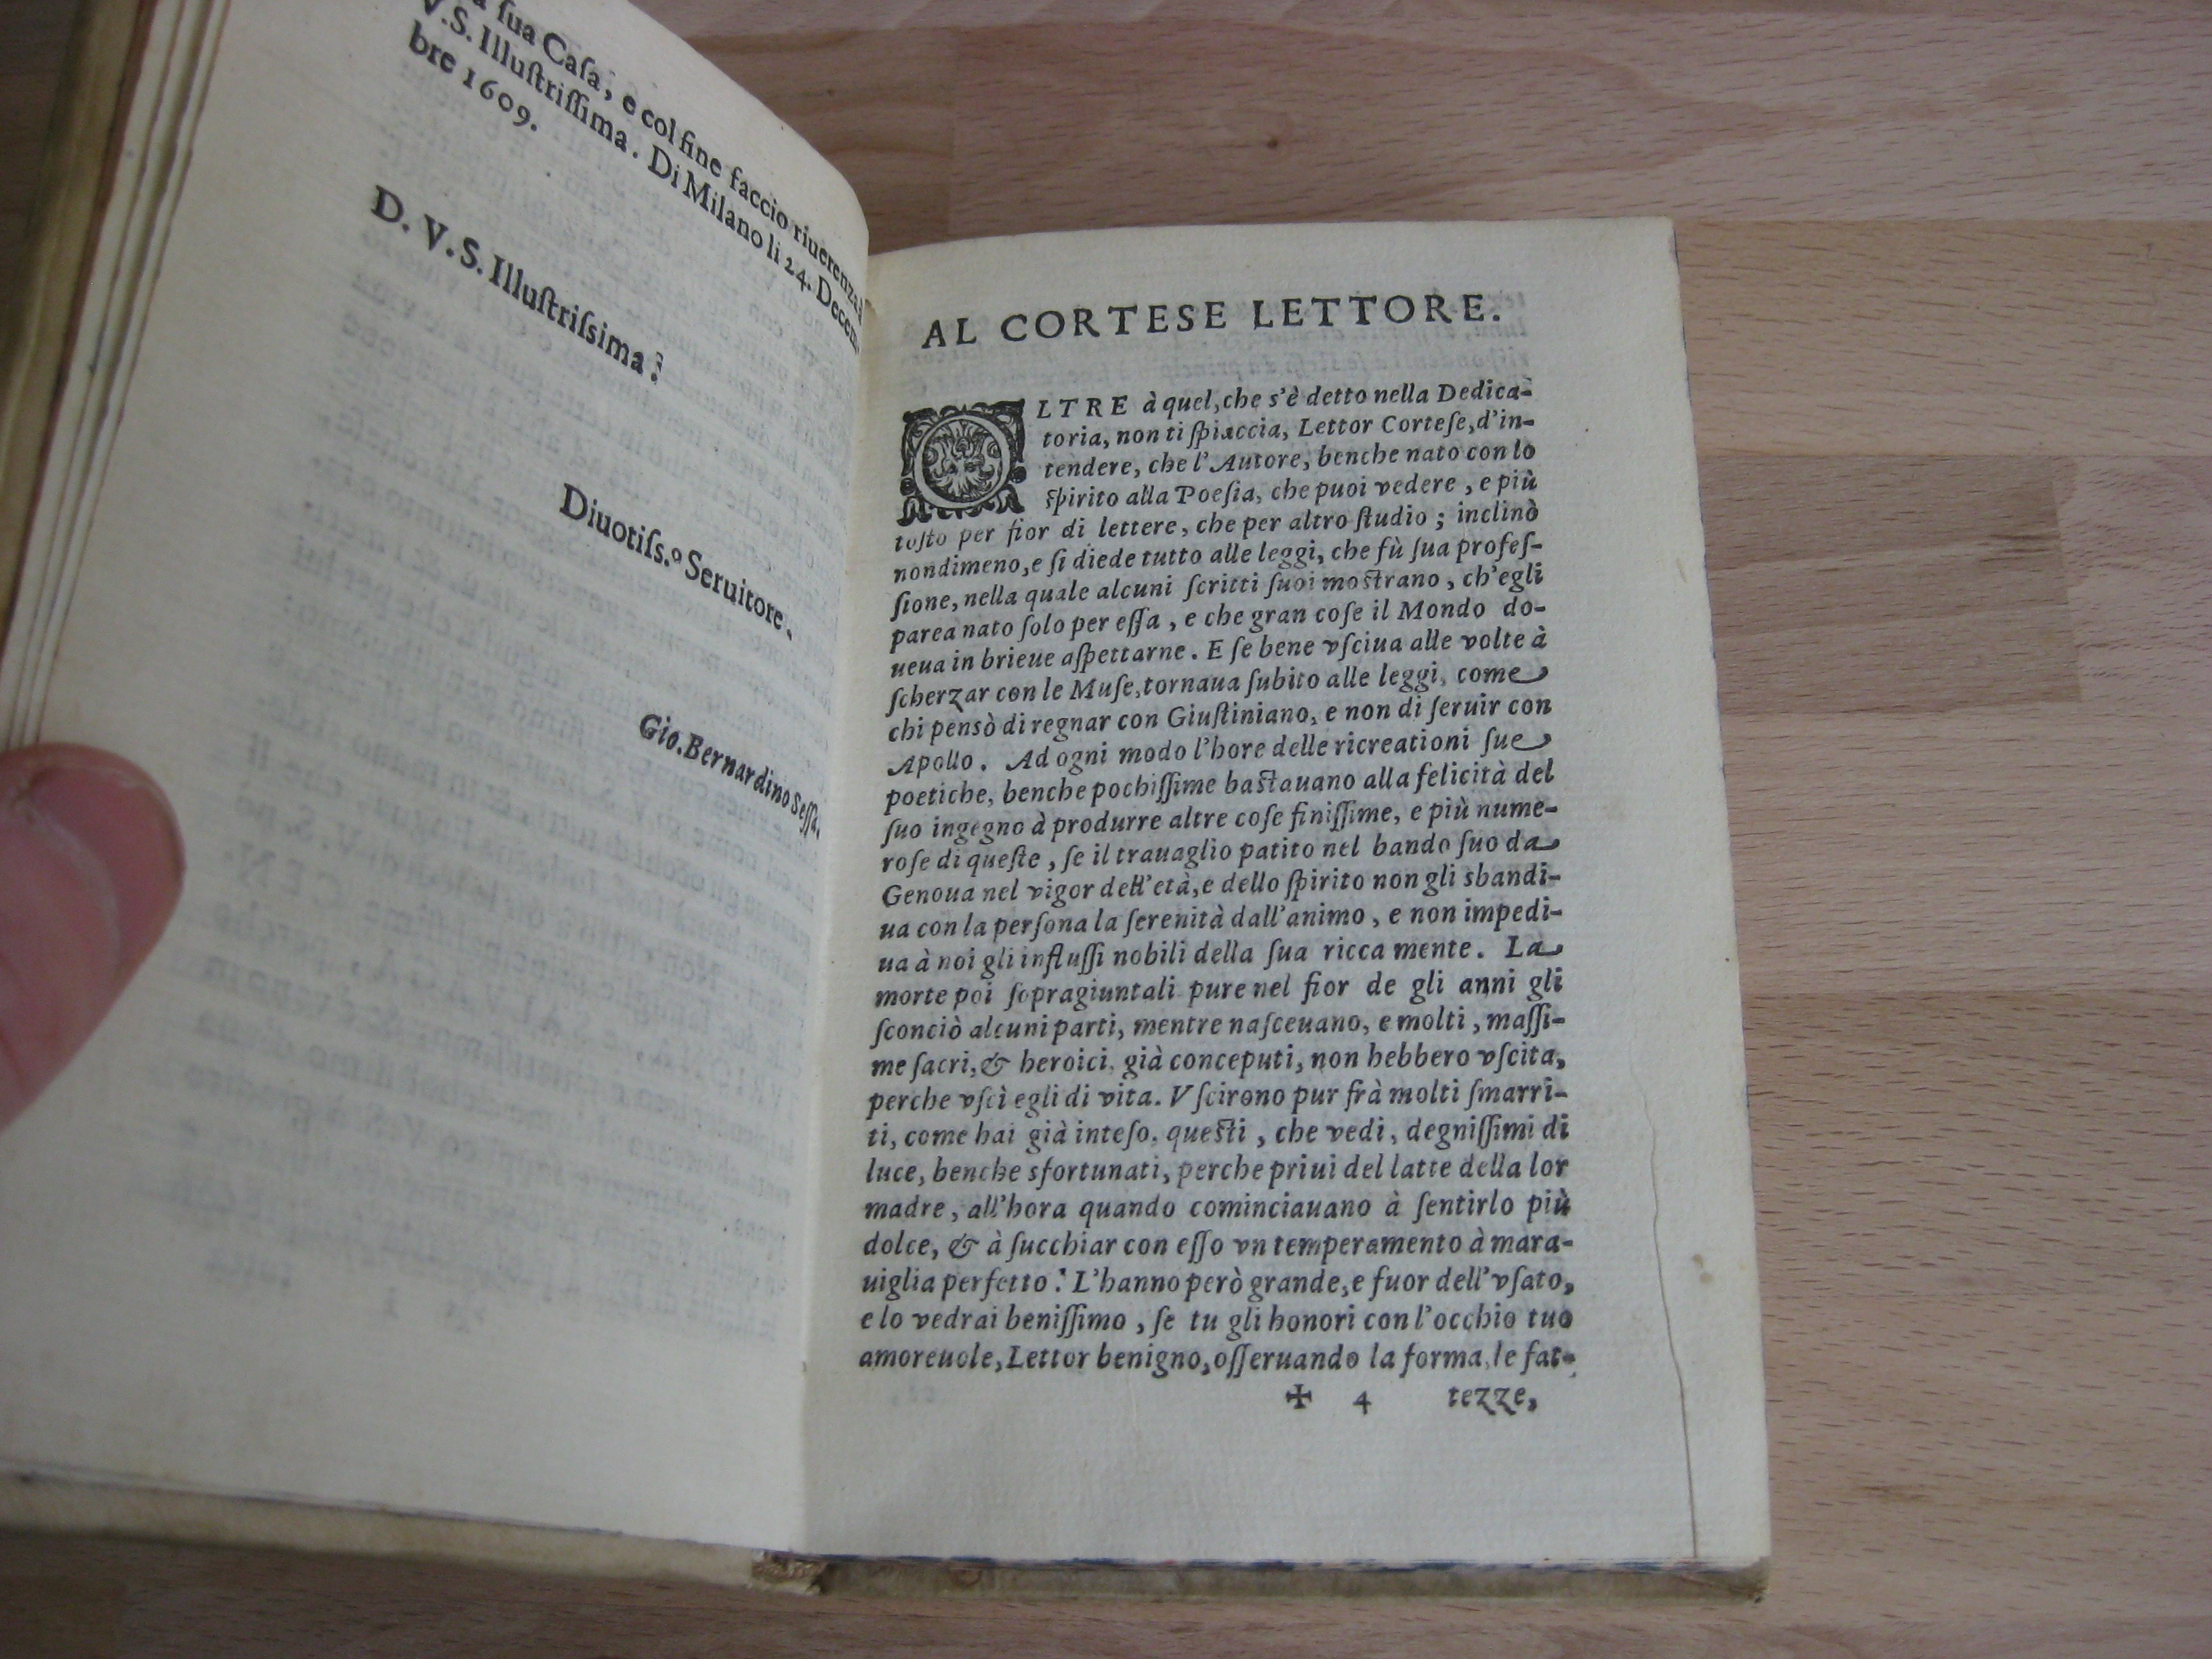 ſua Caſa, e col fine faccio riuerenza à
V.S. Illuſtriſſima. Di Milano li 24. Decem-
bre 1609.
D. V. S. Illuſtriſsima.
Diuotiſs.º Seruitore.
Gio. Bernardino Seſſa.
AL CORTESE LETTORE.
OLTRE à quel, che s'è detto nella Dedica-
toria, non ti ſpiaccia, Lettor Corteſe, d'in-
tendere, che l'Autore, benche nato con lo
ſpirito alla Poeſia, che puoi vedere, e più
toſto per fior di lettere, che per altro ſtudio; inclinò
nondimeno, e ſi diede tutto alle leggi, che fù ſua profeſ-
ſione, nella quale alcuni ſcritti ſuoi moſtrano, ch'egli
parea nato ſolo per eſſa, e che gran coſe il Mondo do-
ueua in brieue aſpettarne. E ſe bene vſciua alle volte à
ſcherzar con le Muſe, tornaua ſubito alle leggi, come
chi pensò di regnar con Giuſtiniano, e non di ſeruir con
Apollo. Ad ogni modo l'hore delle ricreationi ſue
poetiche, benche pochiſſime baſtauano alla felicità del
ſuo ingegno à produrre altre coſe finiſſime, e più nume-
roſe di queſte, ſe il trauaglio patito nel bando ſuo da
Genoua nel vigor dell'età, e dello ſpirito non gli sbandi-
ua con la perſona la ſerenità dall'animo, e non impedi-
ua à noi gli influſſi nobili della ſua ricca mente. La
morte poi ſopragiuntali pure nel fior de gli anni gli
ſconciò alcuni parti, mentre naſceuano, e molti, maſſi-
me ſacri, & heroici, già conceputi, non hebbero vſcita,
perche vſcì egli di vita. Vſcirono pur frà molti ſmarri-
ti, come hai già inteſo, queſti, che vedi, degniſſimi di
luce, benche sfortunati, perche priui del latte della lor
madre, all'hora quando cominciauano à ſentirlo più
dolce, & à ſucchiar con eſſo vn temperamento à mara-
uiglia perfetto. L'hanno però grande, e fuor dell'vſato,
e lo vedrai beniſſimo, ſe tu gli honori con l'occhio tuo
amoreuole, Lettor benigno, oſſeruando la forma, le fat-
✠ 4 tezze,